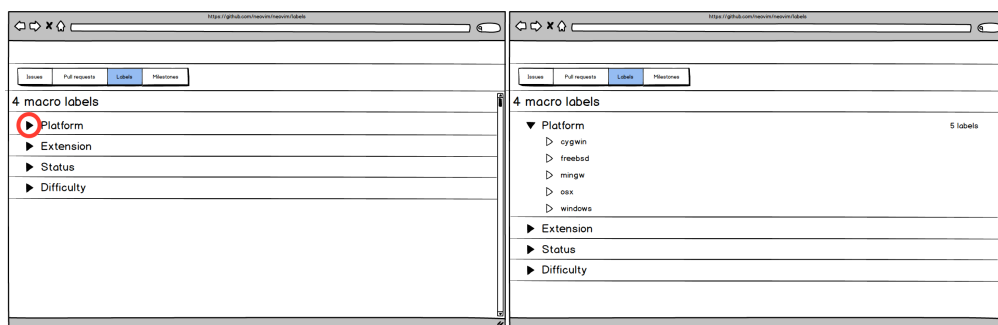 https://github.com/neovim/neovim/labels
Issues Pull requests Labels Milestones
4 macro labels
Platform
Extension
Status
Difficulty
https://github.com/neovim/neovim/labels
Issues Pull requests Labels Milestones
4 macro labels
Platform 5 labels
cygwin
freebsd
mingw
osx
windows
Extension
Status
Difficulty